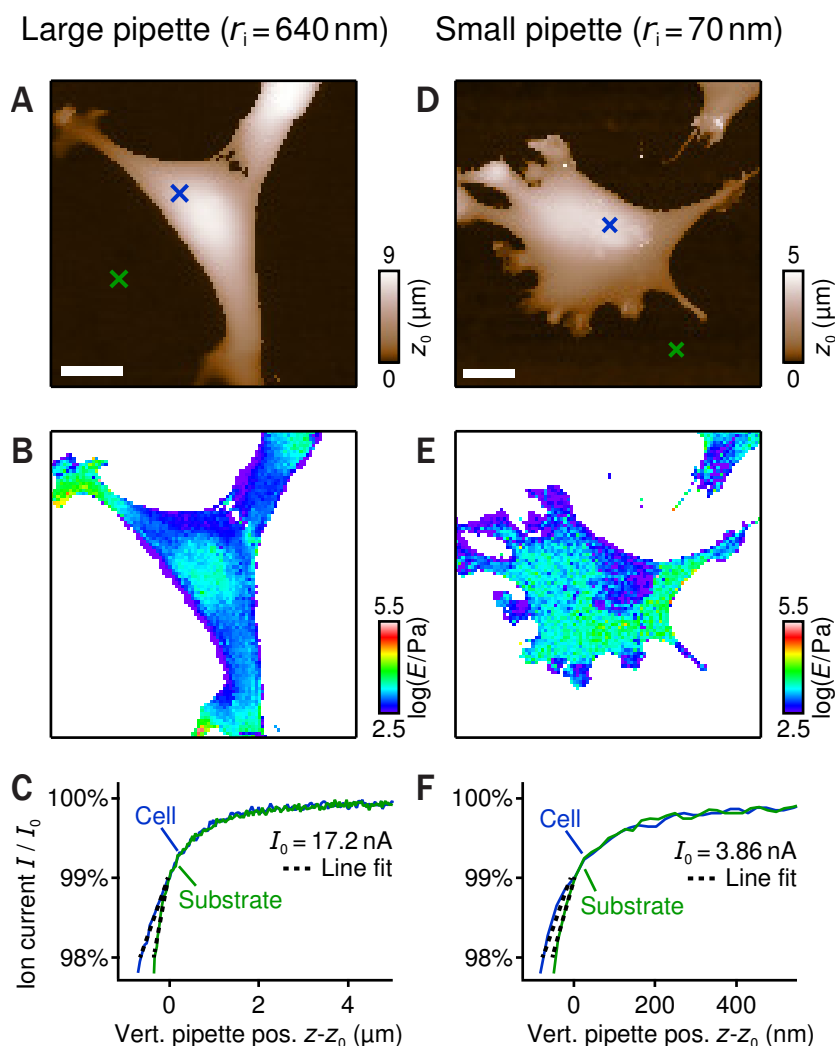 Large pipette (rᵢ = 640 nm)
Small pipette (rᵢ = 70 nm)
A
9
z₀ (µm)
0
D
5
z₀ (µm)
0
B
5.5
log(E/Pa)
2.5
E
5.5
log(E/Pa)
2.5
C
100%
99%
98%
Ion current I / I₀
Cell
Substrate
I₀ = 17.2 nA
Line fit
0
2
4
Vert. pipette pos. z-z₀ (µm)
F
100%
99%
98%
Cell
Substrate
I₀ = 3.86 nA
Line fit
0
200
400
Vert. pipette pos. z-z₀ (nm)